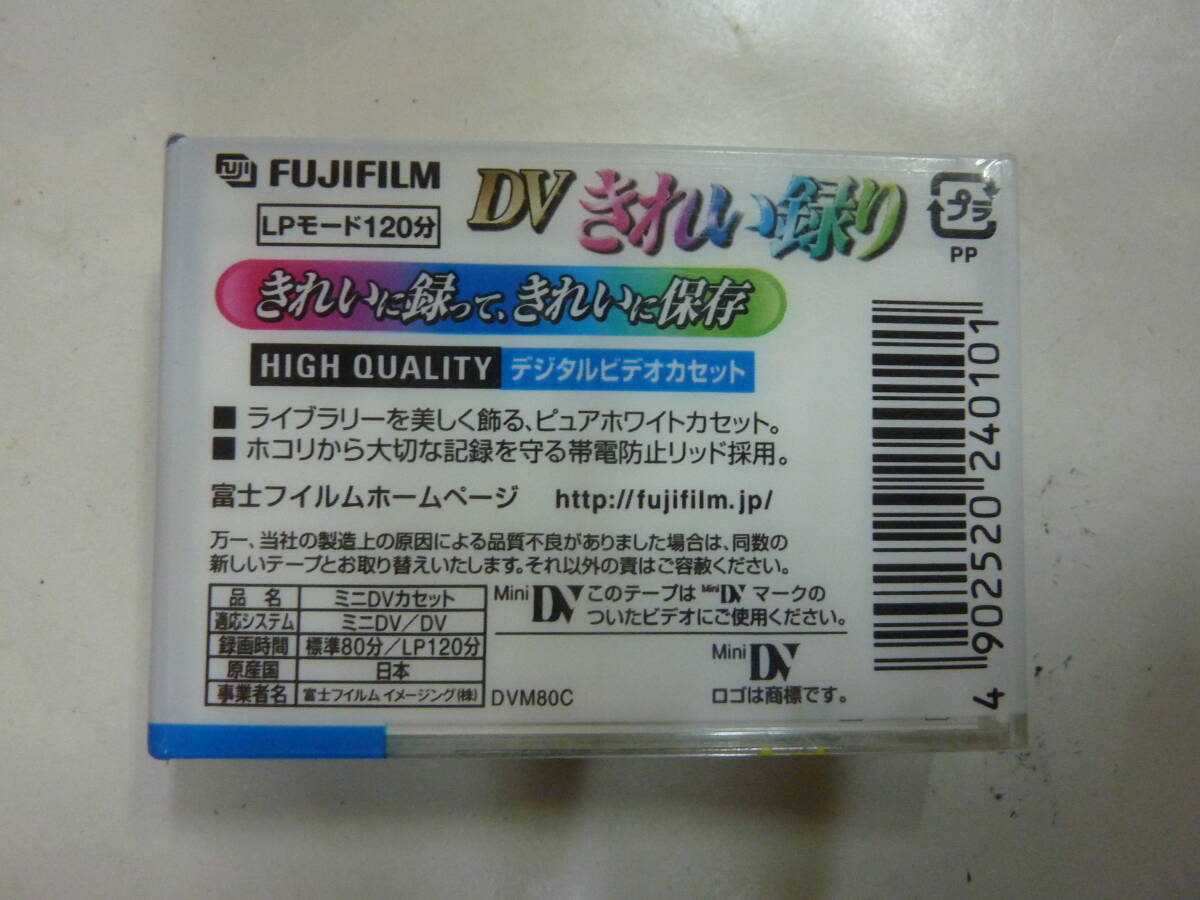 Fuji FUJIFILM
LPモード120分
DVきれい録り
プラ
PP
きれいに録って、きれいに保存
HIGH QUALITY デジタルビデオカセット
■ ライブラリーを美しく飾る、ピュアホワイトカセット。
■ ホコリから大切な記録を守る帯電防止リッド採用。
富士フイルムホームページ http://fujifilm.jp/
万一、当社の製造上の原因による品質不良がありました場合は、同数の
新しいテープとお取り替えいたします。それ以外の責はご容赦ください。
品名 ミニDVカセット
適応システム ミニDV/DV
録画時間 標準80分/LP120分
原産国 日本
事業者名 富士フイルム イメージング(株)
DVM80C
Mini DV このテープは Mini DV マークの
ついたビデオにご使用ください。
Mini DV
ロゴは商標です。
4 902520 240101